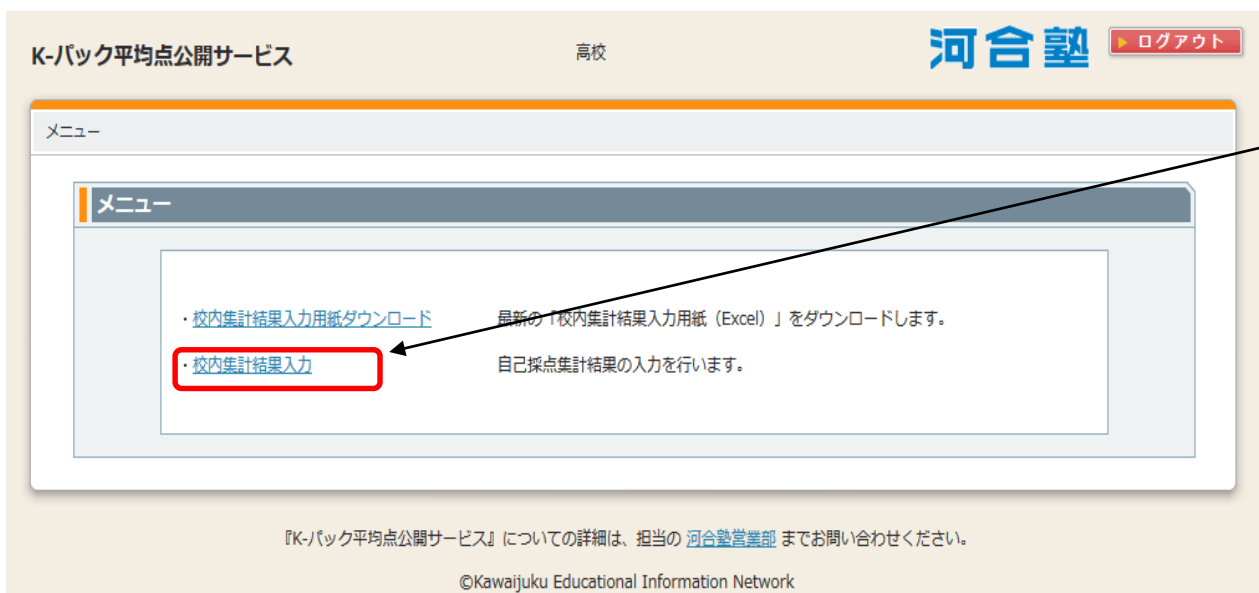 K-パック平均点公開サービス 高校 河合塾 ログアウト
メニュー
メニュー
・校内集計結果入力用紙ダウンロード 最新の「校内集計結果入力用紙（Excel）」をダウンロードします。
・校内集計結果入力 自己採点集計結果の入力を行います。
『K-パック平均点公開サービス』についての詳細は、担当の 河合塾営業部 までお問い合わせください。
©Kawaijuku Educational Information Network